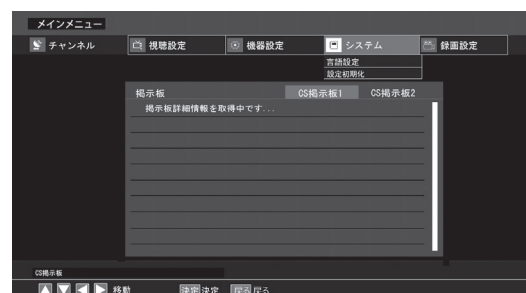 メインメニュー
チャンネル 視聴設定 機器設定 システム 録画設定
言語設定
設定初期化
掲示板 CS掲示板1 CS掲示板2
掲示板詳細情報を取得中です...
CS掲示板
移動 決定 決定 戻る 戻る